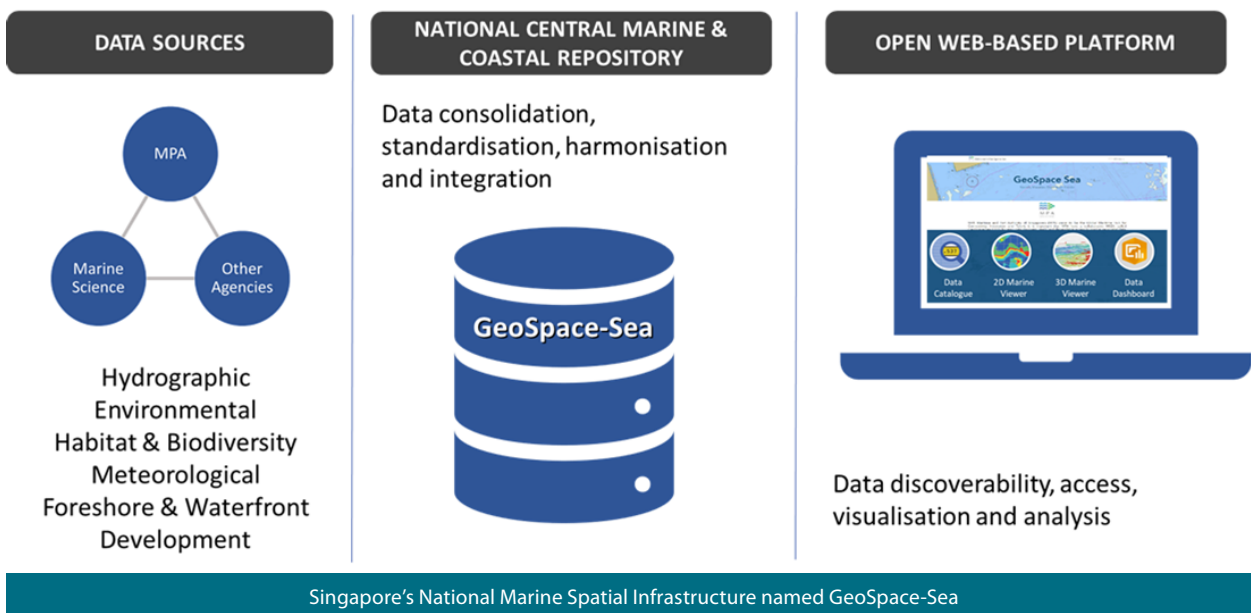 DATA SOURCES
MPA
Marine
Science
Other
Agencies
Hydrographic
Environmental
Habitat & Biodiversity
Meteorological
Foreshore & Waterfront
Development
NATIONAL CENTRAL MARINE &
COASTAL REPOSITORY
Data consolidation,
standardisation, harmonisation
and integration
GeoSpace-Sea
OPEN WEB-BASED PLATFORM
GeoSpace Sea
MPA
Data
Catalogue
2D Marine
Viewer
3D Marine
Viewer
Data
Dashboard
Data discoverability, access,
visualisation and analysis
Singapore's National Marine Spatial Infrastructure named GeoSpace-Sea